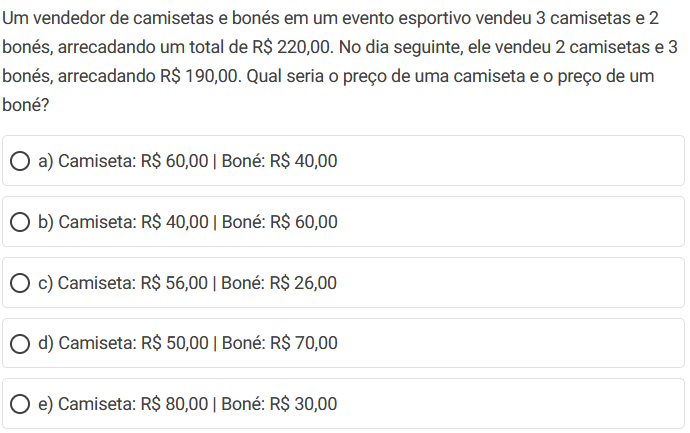 Um vendedor de camisetas e bonés em um evento esportivo vendeu 3 camisetas e 2
bonés, arrecadando um total de R$ 220,00. No dia seguinte, ele vendeu 2 camisetas e 3
bonés, arrecadando R$ 190,00. Qual seria o preço de uma camiseta e o preço de um
boné?
a) Camiseta: R$ 60,00 | Boné: R$ 40,00
b) Camiseta: R$ 40,00 | Boné: R$ 60,00
c) Camiseta: R$ 56,00 | Boné: R$ 26,00
d) Camiseta: R$ 50,00 | Boné: R$ 70,00
e) Camiseta: R$ 80,00 | Boné: R$ 30,00